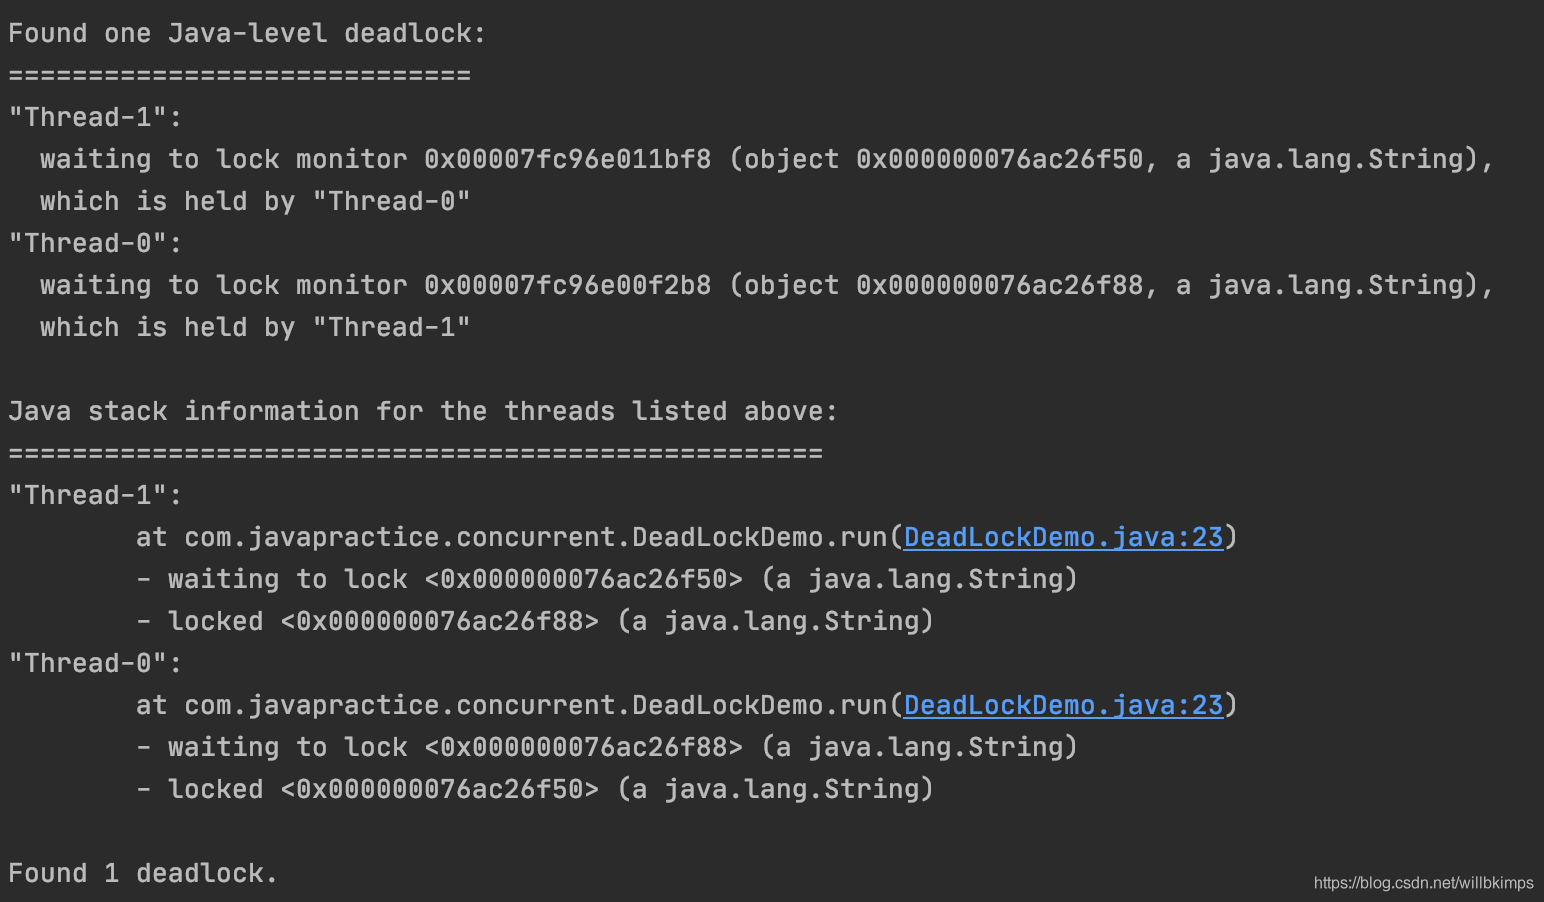 Found one Java-level deadlock:
=============================
"Thread-1":
  waiting to lock monitor 0x00007fc96e011bf8 (object 0x000000076ac26f50, a java.lang.String),
  which is held by "Thread-0"
"Thread-0":
  waiting to lock monitor 0x00007fc96e00f2b8 (object 0x000000076ac26f88, a java.lang.String),
  which is held by "Thread-1"

Java stack information for the threads listed above:
===================================================
"Thread-1":
        at com.javapractice.concurrent.DeadLockDemo.run(DeadLockDemo.java:23)
        - waiting to lock <0x000000076ac26f50> (a java.lang.String)
        - locked <0x000000076ac26f88> (a java.lang.String)
"Thread-0":
        at com.javapractice.concurrent.DeadLockDemo.run(DeadLockDemo.java:23)
        - waiting to lock <0x000000076ac26f88> (a java.lang.String)
        - locked <0x000000076ac26f50> (a java.lang.String)

Found 1 deadlock.
https://blog.csdn.net/willbkimps